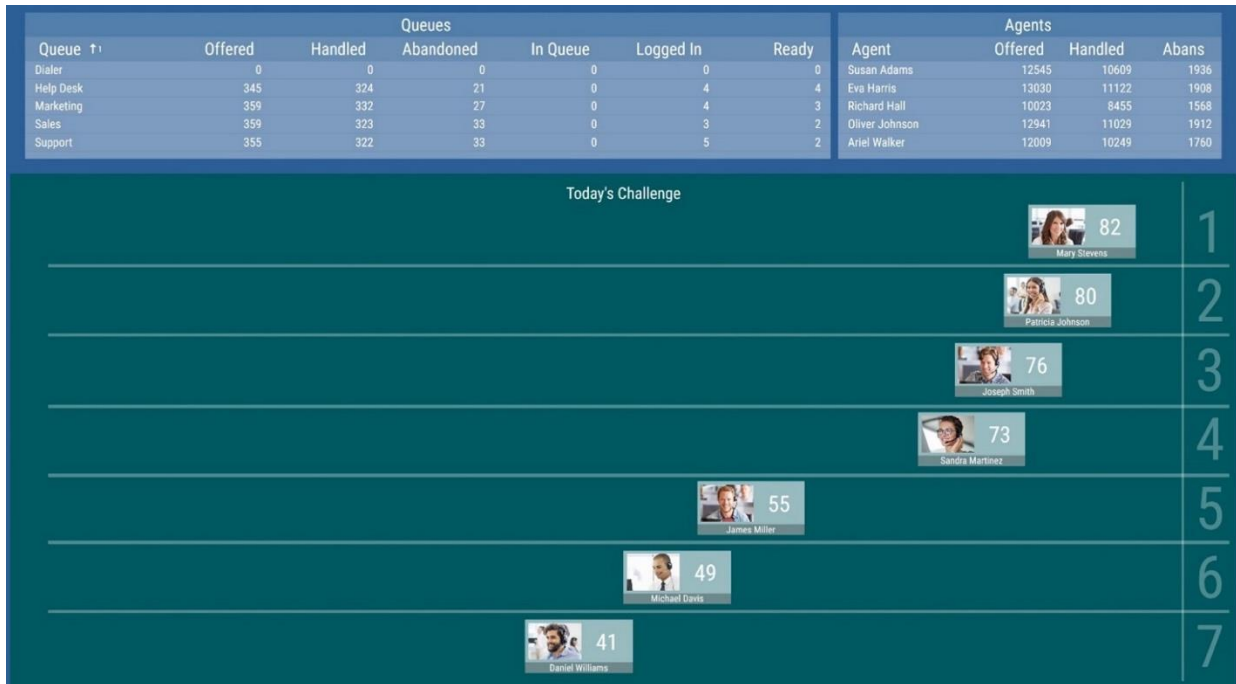 Queues
Queue ↑1 Offered Handled Abandoned In Queue Logged In Ready
Dialer 0 0 0 0 0 0
Help Desk 345 324 21 0 4 4
Marketing 359 332 27 0 4 3
Sales 359 323 33 0 3 2
Support 355 322 33 0 5 2
Agents
Agent Offered Handled Abans
Susan Adams 12545 10609 1936
Eva Harris 13030 11122 1908
Richard Hall 10023 8455 1568
Oliver Johnson 12941 11029 1912
Ariel Walker 12009 10249 1760
Today's Challenge
82 1
Mary Stevens
80 2
Patricia Johnson
76 3
Joseph Smith
73 4
Sandra Martinez
55 5
James Miller
49 6
Michael Davis
41 7
Daniel Williams